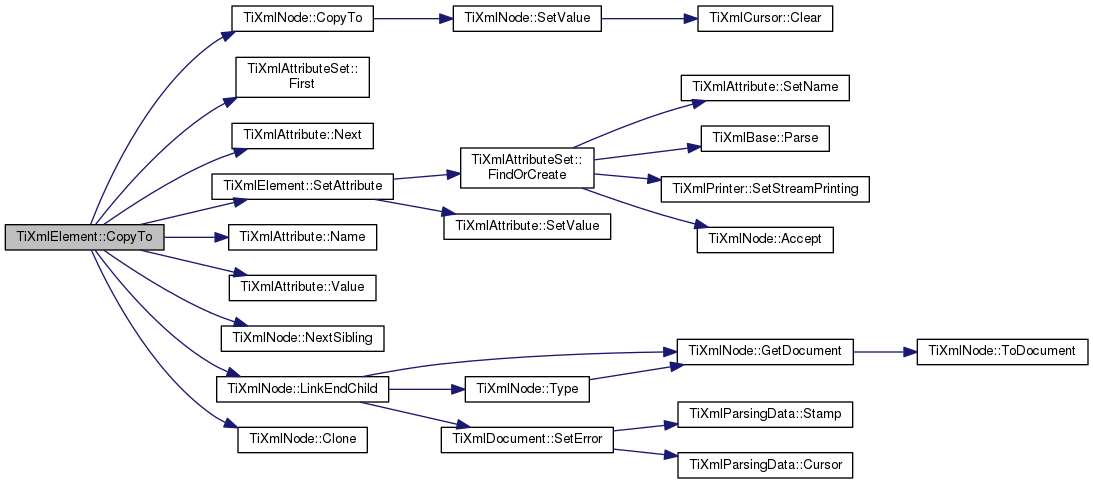 TiXmlNode::CopyTo
TiXmlNode::SetValue
TiXmlCursor::Clear
TiXmlAttributeSet::
First
TiXmlAttribute::SetName
TiXmlAttribute::Next
TiXmlBase::Parse
TiXmlAttributeSet::
FindOrCreate
TiXmlElement::SetAttribute
TiXmlPrinter::SetStreamPrinting
TiXmlAttribute::SetValue
TiXmlElement::CopyTo
TiXmlAttribute::Name
TiXmlNode::Accept
TiXmlAttribute::Value
TiXmlNode::NextSibling
TiXmlNode::GetDocument
TiXmlNode::ToDocument
TiXmlNode::LinkEndChild
TiXmlNode::Type
TiXmlParsingData::Stamp
TiXmlNode::Clone
TiXmlDocument::SetError
TiXmlParsingData::Cursor